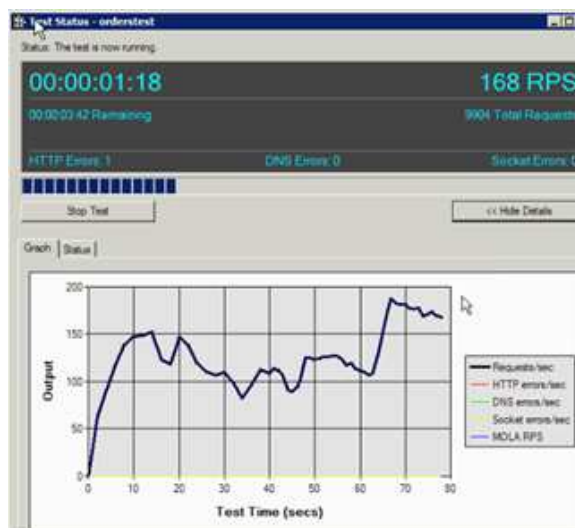 Test Status - orderstest
Status: The test is now running.
00:00:01:18
168 RPS
00:00:03:42 Remaining
9904 Total Requests
HTTP Errors: 1
DNS Errors: 0
Socket Errors: 0
Stop Test
<< Hide Details
Graph
Status
200
150
100
50
0
Output
0 10 20 30 40 50 60 70 80
Test Time (secs)
Requests/sec
HTTP errors/sec
DNS errors/sec
Socket errors/sec
MOLA RPS